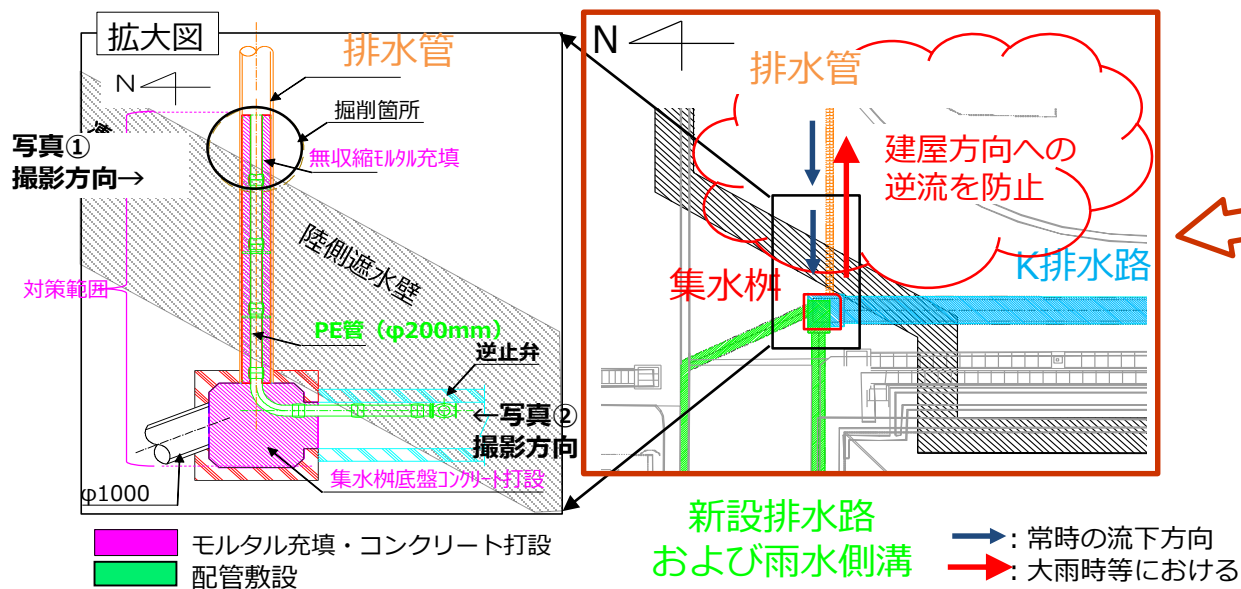 拡大図
N
排水管
掘削箇所
写真①
撮影方向→
無収縮ﾓﾙﾀﾙ充填
陸側遮水壁
対策範囲
PE管（φ200mm）
逆止弁
←写真②
撮影方向
集水桝底盤ｺﾝｸﾘｰﾄ打設
φ1000
モルタル充填・コンクリート打設
配管敷設
N
排水管
建屋方向への
逆流を防止
K排水路
集水桝
新設排水路
および雨水側溝
：常時の流下方向
：大雨時等における